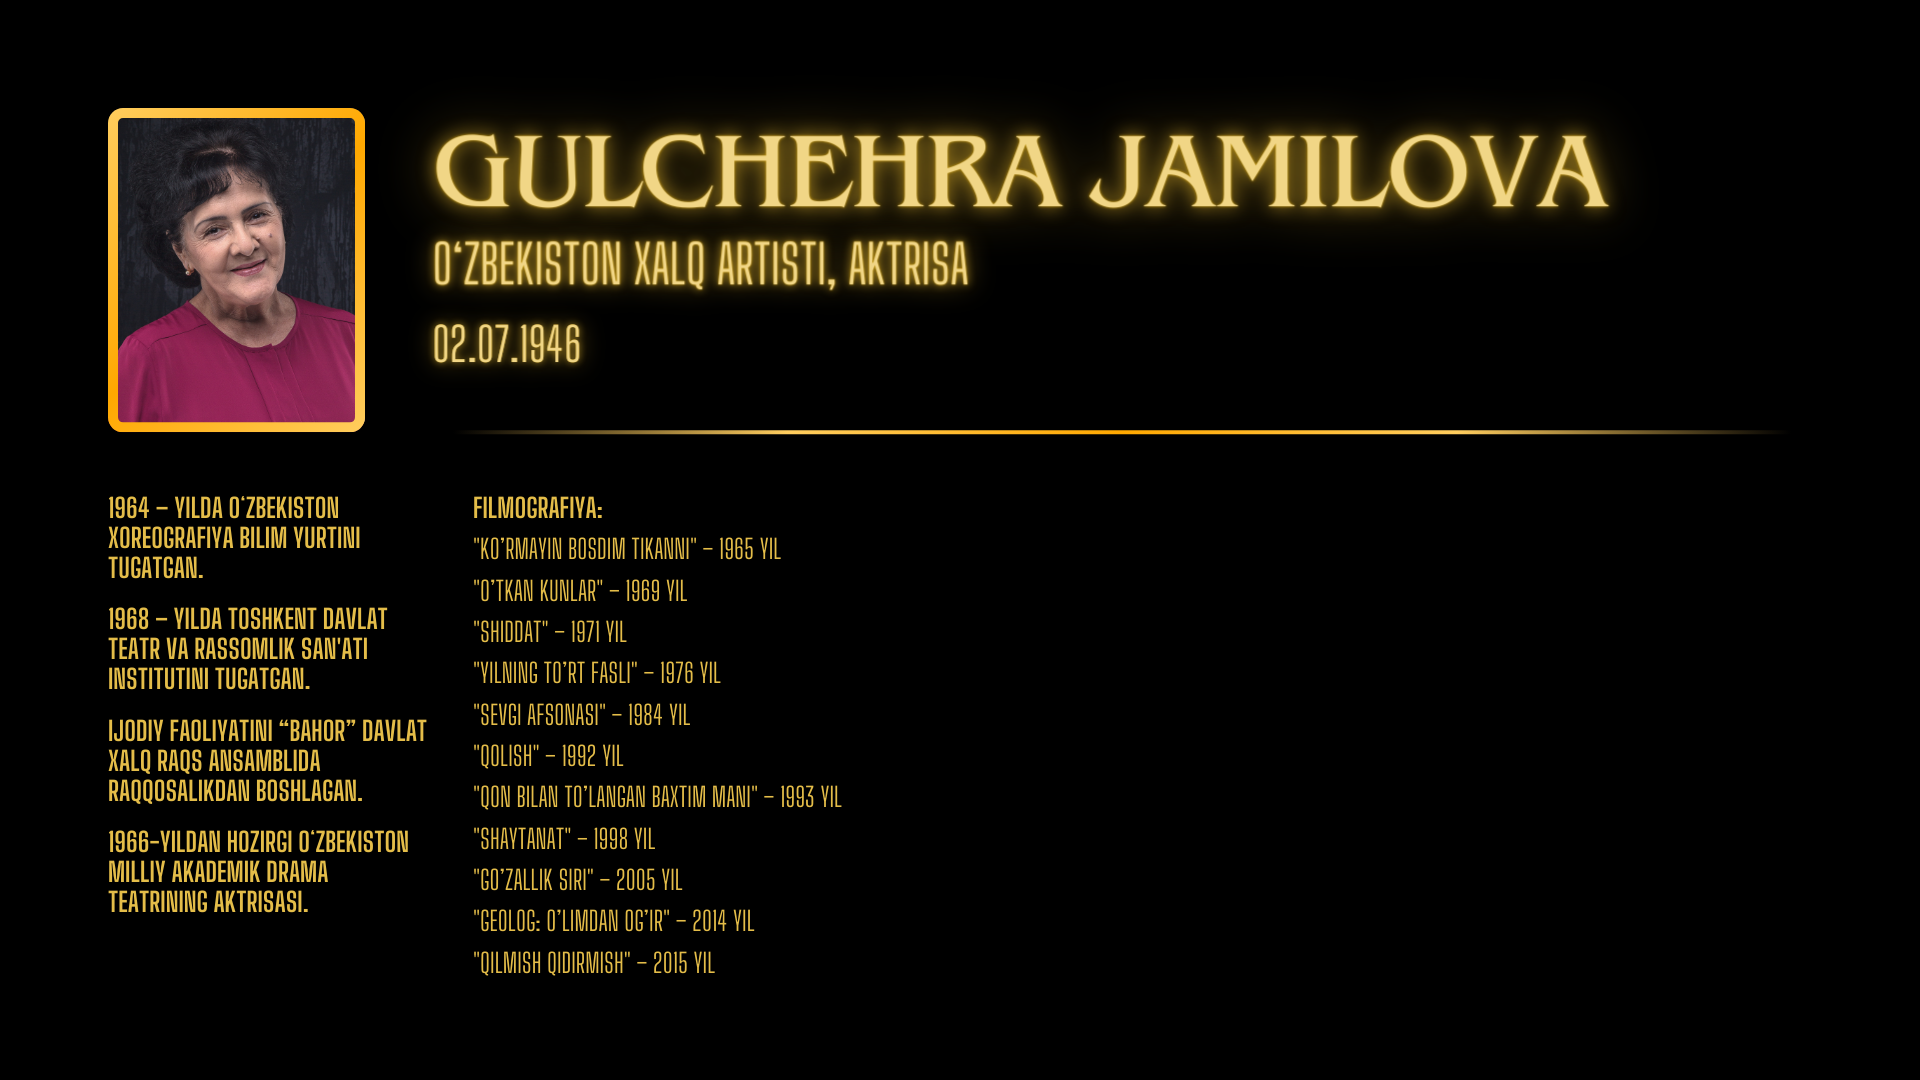 GULCHEHRA JAMILOVA
O‘ZBEKISTON XALQ ARTISTI, AKTRISA
02.07.1946
1964 – YILDA O‘ZBEKISTON
XOREOGRAFIYA BILIM YURTINI
TUGATGAN.
1968 – YILDA TOSHKENT DAVLAT
TEATR VA RASSOMLIK SAN'ATI
INSTITUTINI TUGATGAN.
IJODIY FAOLIYATINI “BAHOR” DAVLAT
XALQ RAQS ANSAMBLIDA
RAQQOSALIKDAN BOSHLAGAN.
1966-YILDAN HOZIRGI O‘ZBEKISTON
MILLIY AKADEMIK DRAMA
TEATRINING AKTRISASI.
FILMOGRAFIYA:
"KO’RMAYIN BOSDIM TIKANNI" – 1965 YIL
"O’TKAN KUNLAR" – 1969 YIL
"SHIDDAT" – 1971 YIL
"YILNING TO’RT FASLI" – 1976 YIL
"SEVGI AFSONASI" – 1984 YIL
"QOLISH" – 1992 YIL
"QON BILAN TO’LANGAN BAXTIM MANI" – 1993 YIL
"SHAYTANAT" – 1998 YIL
"GO’ZALLIK SIRI" – 2005 YIL
"GEOLOG: O’LIMDAN OG’IR" – 2014 YIL
"QILMISH QIDIRMISH" – 2015 YIL